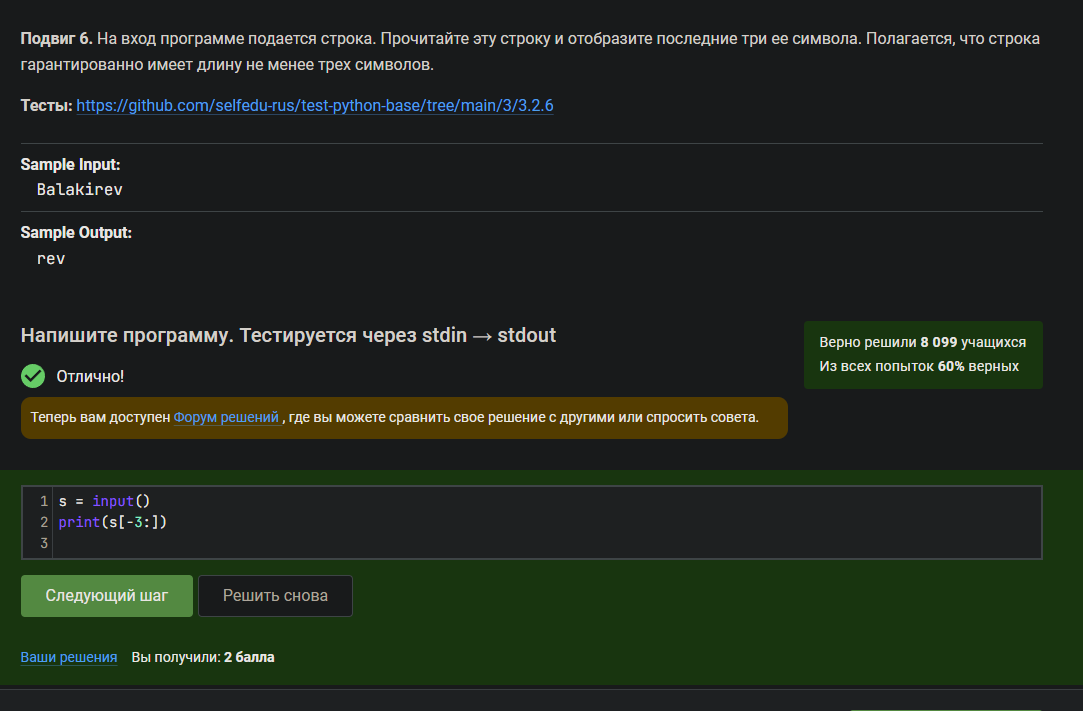 Подвиг 6. На вход программе подается строка. Прочитайте эту строку и отобразите последние три ее символа. Полагается, что строка
гарантированно имеет длину не менее трех символов.
Тесты: https://github.com/selfedu-rus/test-python-base/tree/main/3/3.2.6
Sample Input:
Balakirev
Sample Output:
rev
Напишите программу. Тестируется через stdin → stdout
Верно решили 8 099 учащихся
Из всех попыток 60% верных
Отлично!
Теперь вам доступен Форум решений , где вы можете сравнить свое решение с другими или спросить совета.
1 s = input()
2 print(s[-3:])
3
Следующий шаг Решить снова
Ваши решения Вы получили: 2 балла